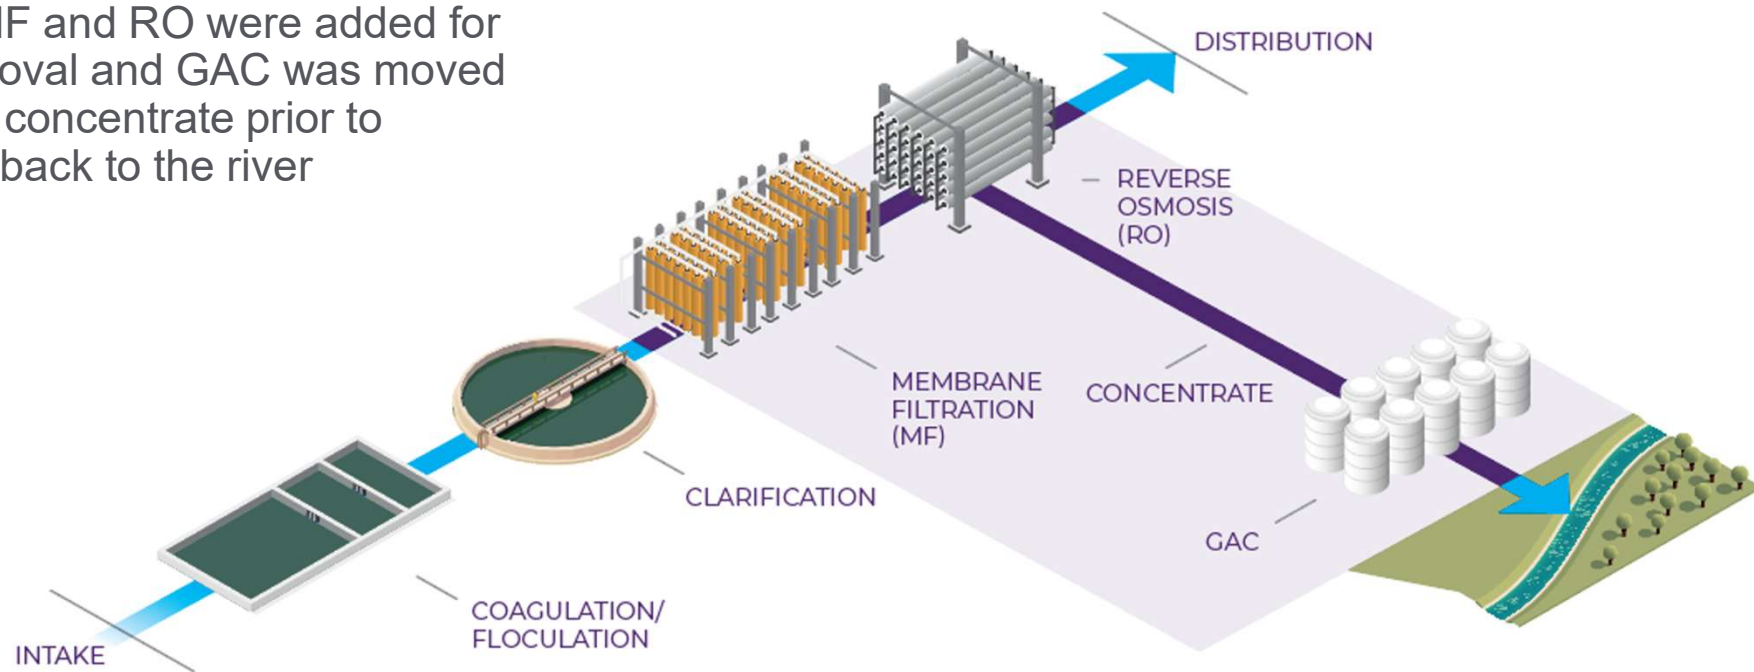 F and RO were added for
oval and GAC was moved
concentrate prior to
back to the river
DISTRIBUTION
REVERSE
OSMOSIS
(RO)
MEMBRANE
FILTRATION
(MF)
CONCENTRATE
CLARIFICATION
GAC
COAGULATION/
FLOCULATION
INTAKE